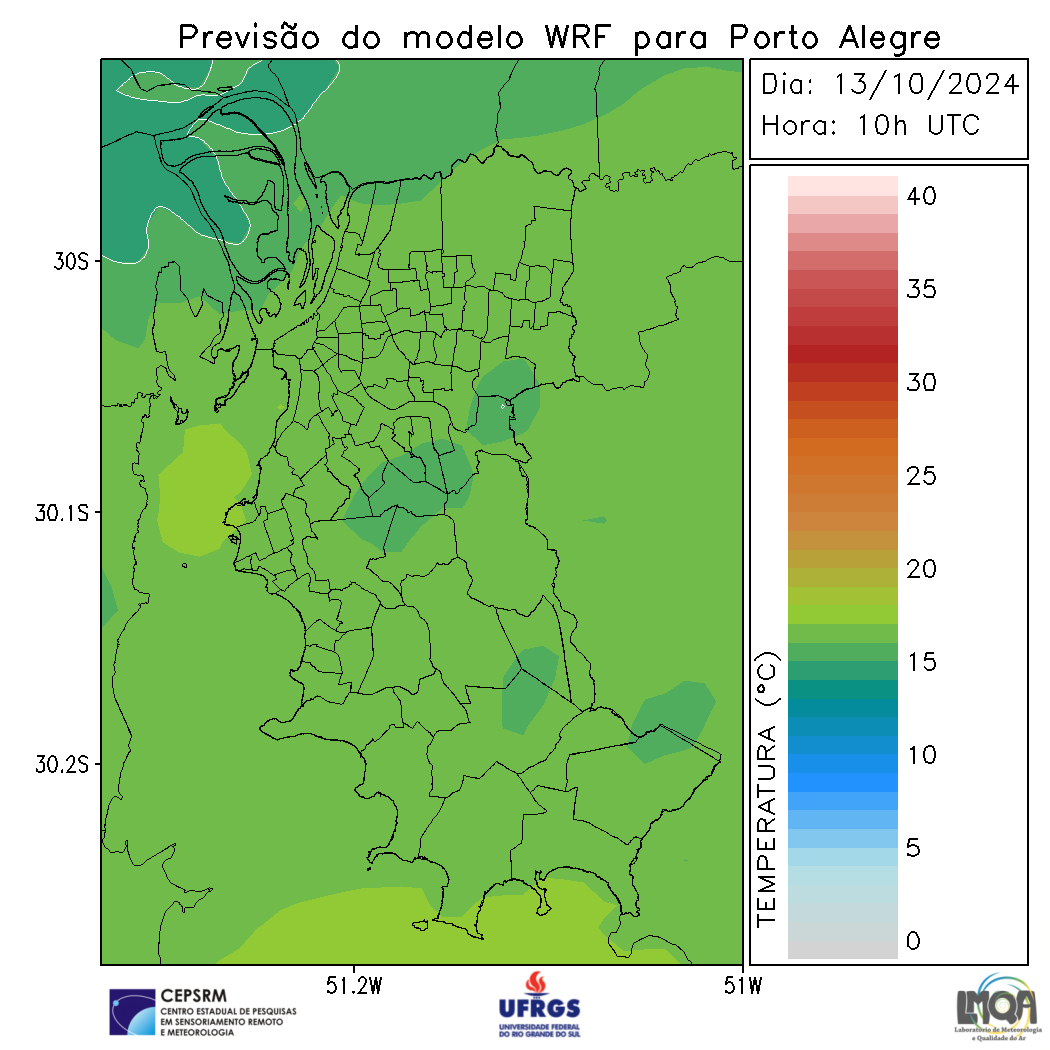 Previsão do modelo WRF para Porto Alegre
Dia: 13/10/2024
Hora: 10h UTC
30S
30.1S
30.2S
51.2W
51W
TEMPERATURA (°C)
40
35
30
25
20
15
10
5
0
CEPSRM
CENTRO ESTADUAL DE PESQUISAS
EM SENSORIAMENTO REMOTO
E METEOROLOGIA
UFRGS
UNIVERSIDADE FEDERAL
DO RIO GRANDE DO SUL
LMQA
Laboratório de Meteorologia
e Qualidade do Ar